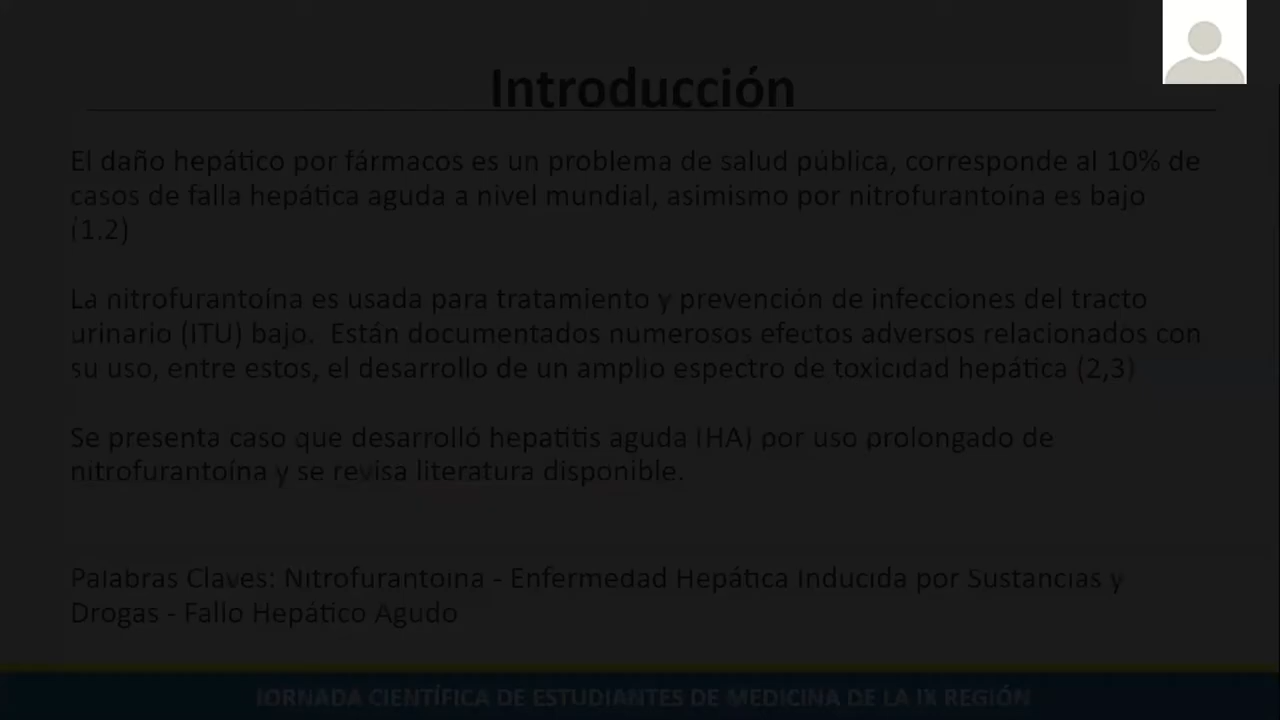 Introducción
El daño hepático por fármacos es un problema de salud pública, corresponde al 10% de
casos de falla hepática aguda a nivel mundial, asimismo por nitrofurantoína es bajo
(1,2)
La nitrofurantoína es usada para tratamiento y prevención de infecciones del tracto
urinario (ITU) bajo. Están documentados numerosos efectos adversos relacionados con
su uso, entre estos, el desarrollo de un amplio espectro de toxicidad hepática (2,3)
Se presenta caso que desarrolló hepatitis aguda (HA) por uso prolongado de
nitrofurantoína y se revisa literatura disponible.
Palabras Claves: Nitrofurantoina - Enfermedad Hepática Inducida por Sustancias y
Drogas - Fallo Hepático Agudo
JORNADA CIENTÍFICA DE ESTUDIANTES DE MEDICINA DE LA IX REGIÓN